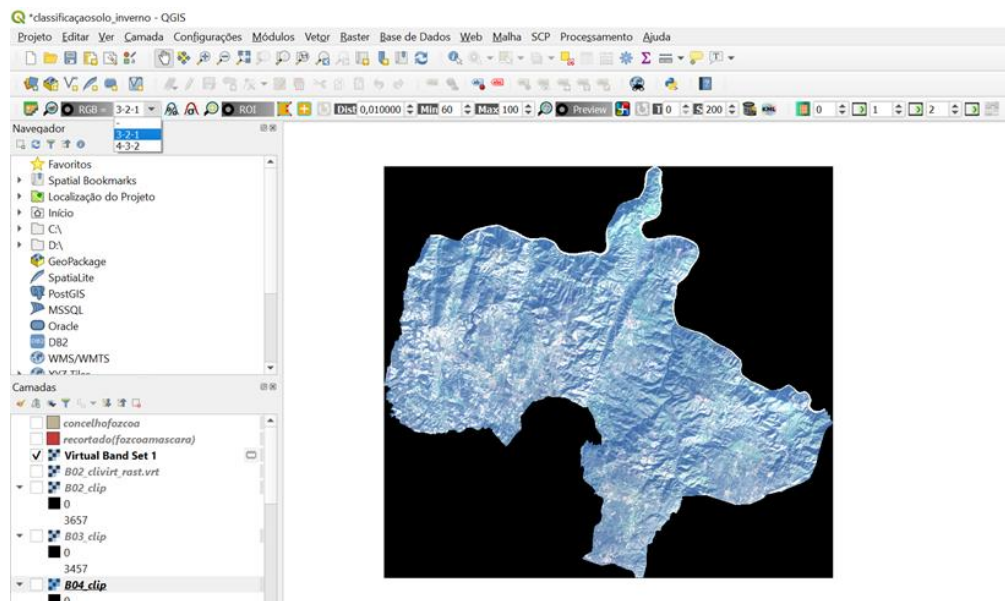 *classificaçaosolo_inverno - QGIS
Projeto Editar Ver Camada Configurações Módulos Vetor Raster Base de Dados Web Malha SCP Processamento Ajuda
RGB = 3-2-1 ROI Dist 0,010000 Min 60 Max 100 Preview T 0 S 200 KML 0 1 2
-
3-2-1
4-3-2
Navegador
Favoritos
Spatial Bookmarks
Localização do Projeto
Início
C:\
D:\
GeoPackage
SpatiaLite
PostGIS
MSSQL
Oracle
DB2
WMS/WMTS
XYZ Tiles
Camadas
concelhofozcoa
recortado(fozcoamascara)
Virtual Band Set 1
B02_clivirt_rast.vrt
B02_clip
0
3657
B03_clip
0
3457
B04_clip
0